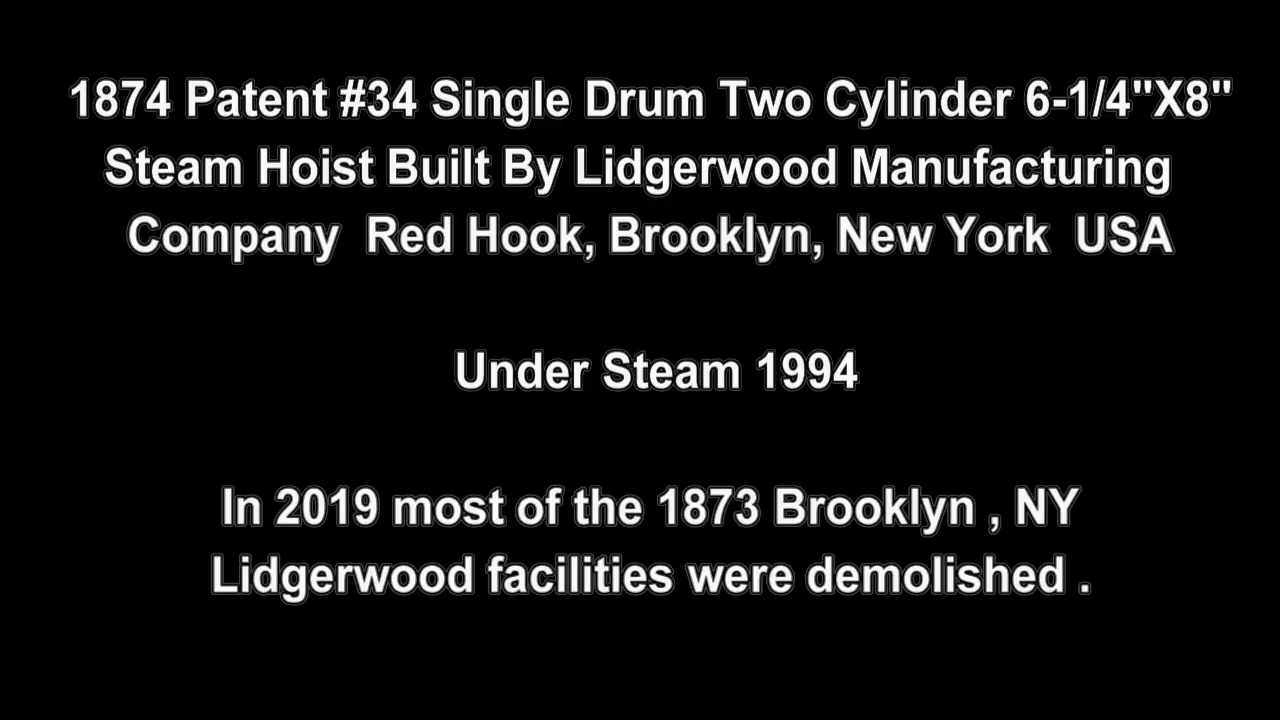 1874 Patent #34 Single Drum Two Cylinder 6-1/4"X8"
Steam Hoist Built By Lidgerwood Manufacturing
Company  Red Hook, Brooklyn, New York  USA
Under Steam 1994
In 2019 most of the 1873 Brooklyn , NY
Lidgerwood facilities were demolished .